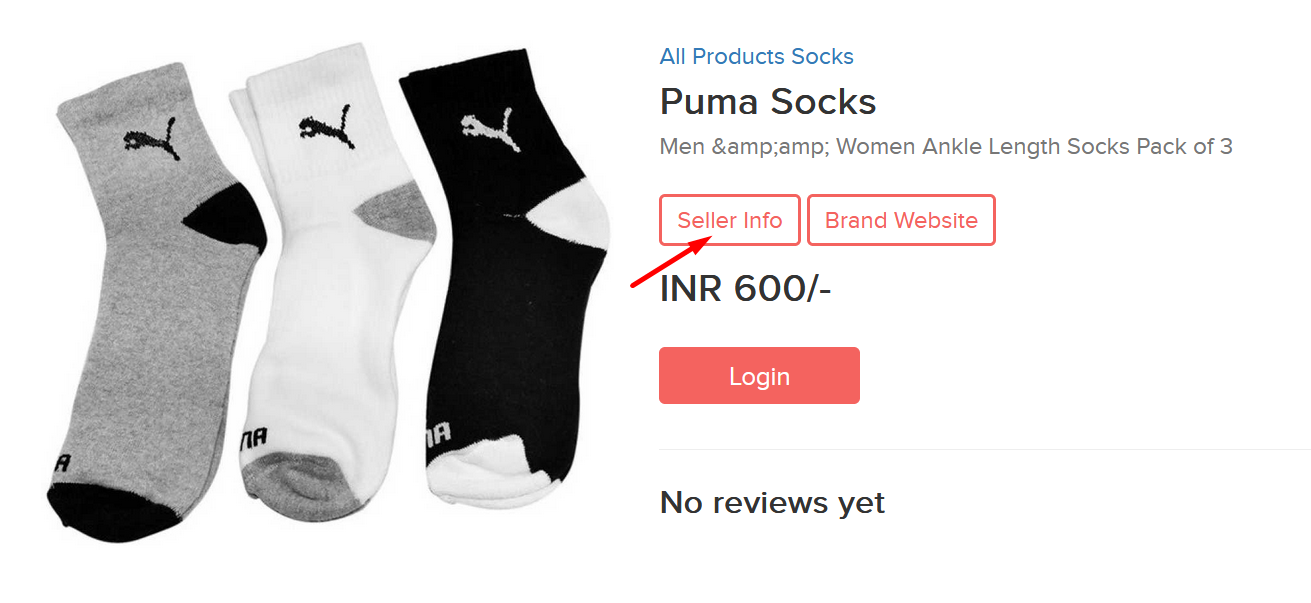 All Products Socks
Puma Socks
Men &amp;amp; Women Ankle Length Socks Pack of 3
Seller Info
Brand Website
INR 600/-
Login
No reviews yet